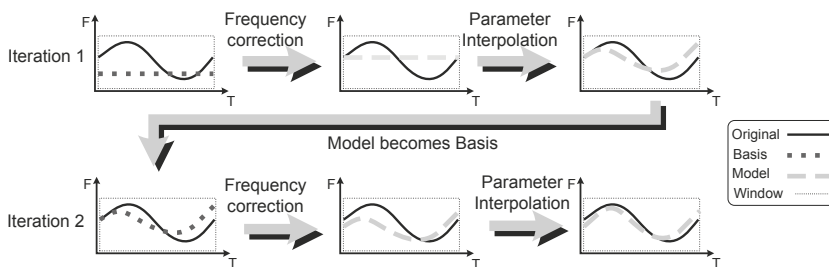 Frequency
correction
Parameter
Interpolation
F
F
F
Iteration 1
T
T
T
Model becomes Basis
Original
Basis
Model
Window
Frequency
correction
Parameter
Interpolation
F
F
F
Iteration 2
T
T
T